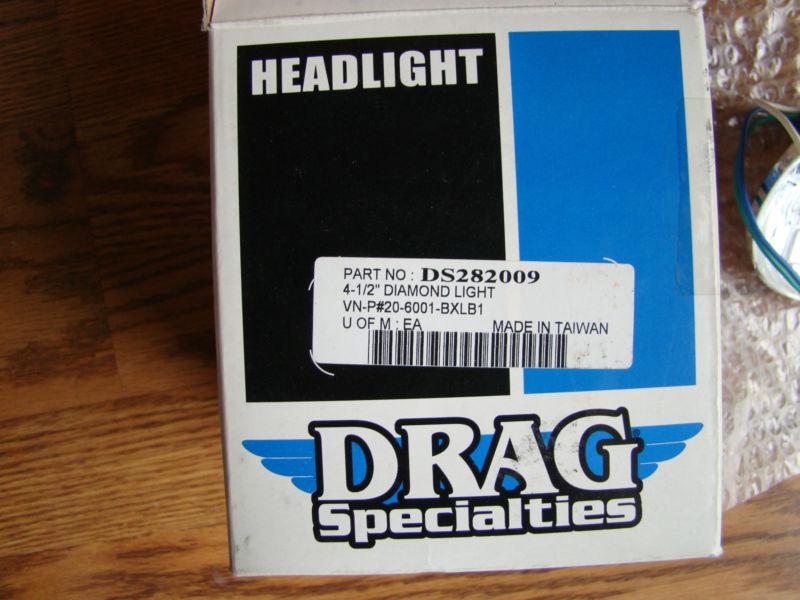 HEADLIGHT
PART NO : DS282009
4-1/2" DIAMOND LIGHT
VN-P#20-6001-BXLB1
U OF M : EA MADE IN TAIWAN
DRAG®
Specialties